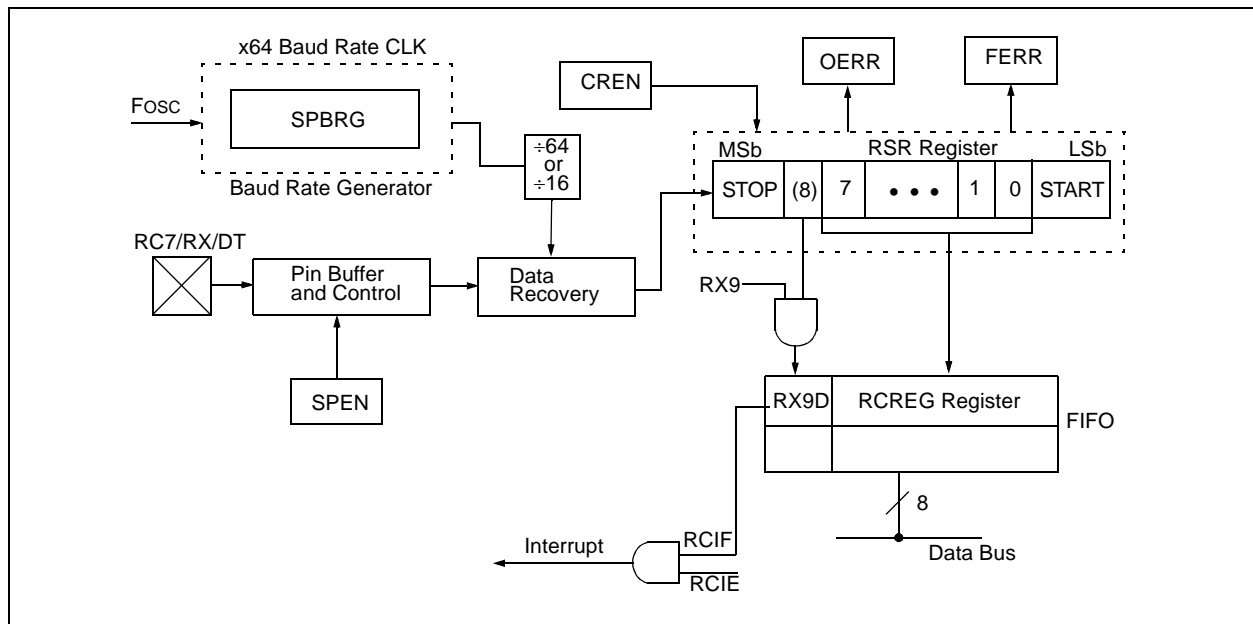 x64 Baud Rate CLK
FOSC
SPBRG
Baud Rate Generator
÷64
or
÷16
CREN
OERR
FERR
MSb RSR Register LSb
STOP (8) 7 • • • 1 0 START
RC7/RX/DT
Pin Buffer
and Control
Data
Recovery
SPEN
RX9
RX9D RCREG Register
FIFO
8
Data Bus
Interrupt
RCIF
RCIE